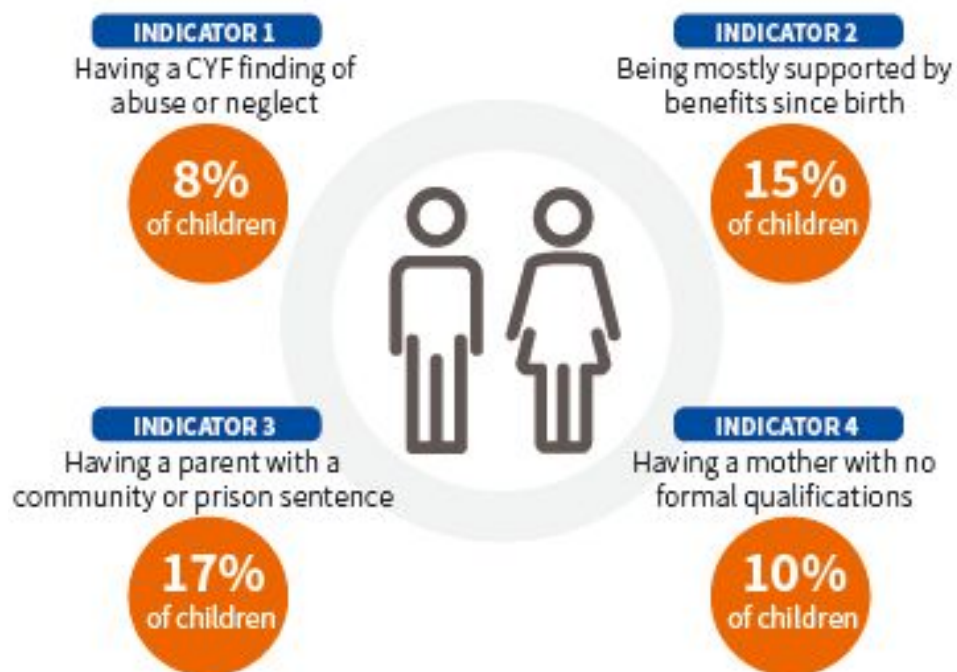 INDICATOR 1
Having a CYF finding of
abuse or neglect
8%
of children
INDICATOR 2
Being mostly supported by
benefits since birth
15%
of children
INDICATOR 3
Having a parent with a
community or prison sentence
17%
of children
INDICATOR 4
Having a mother with no
formal qualifications
10%
of children